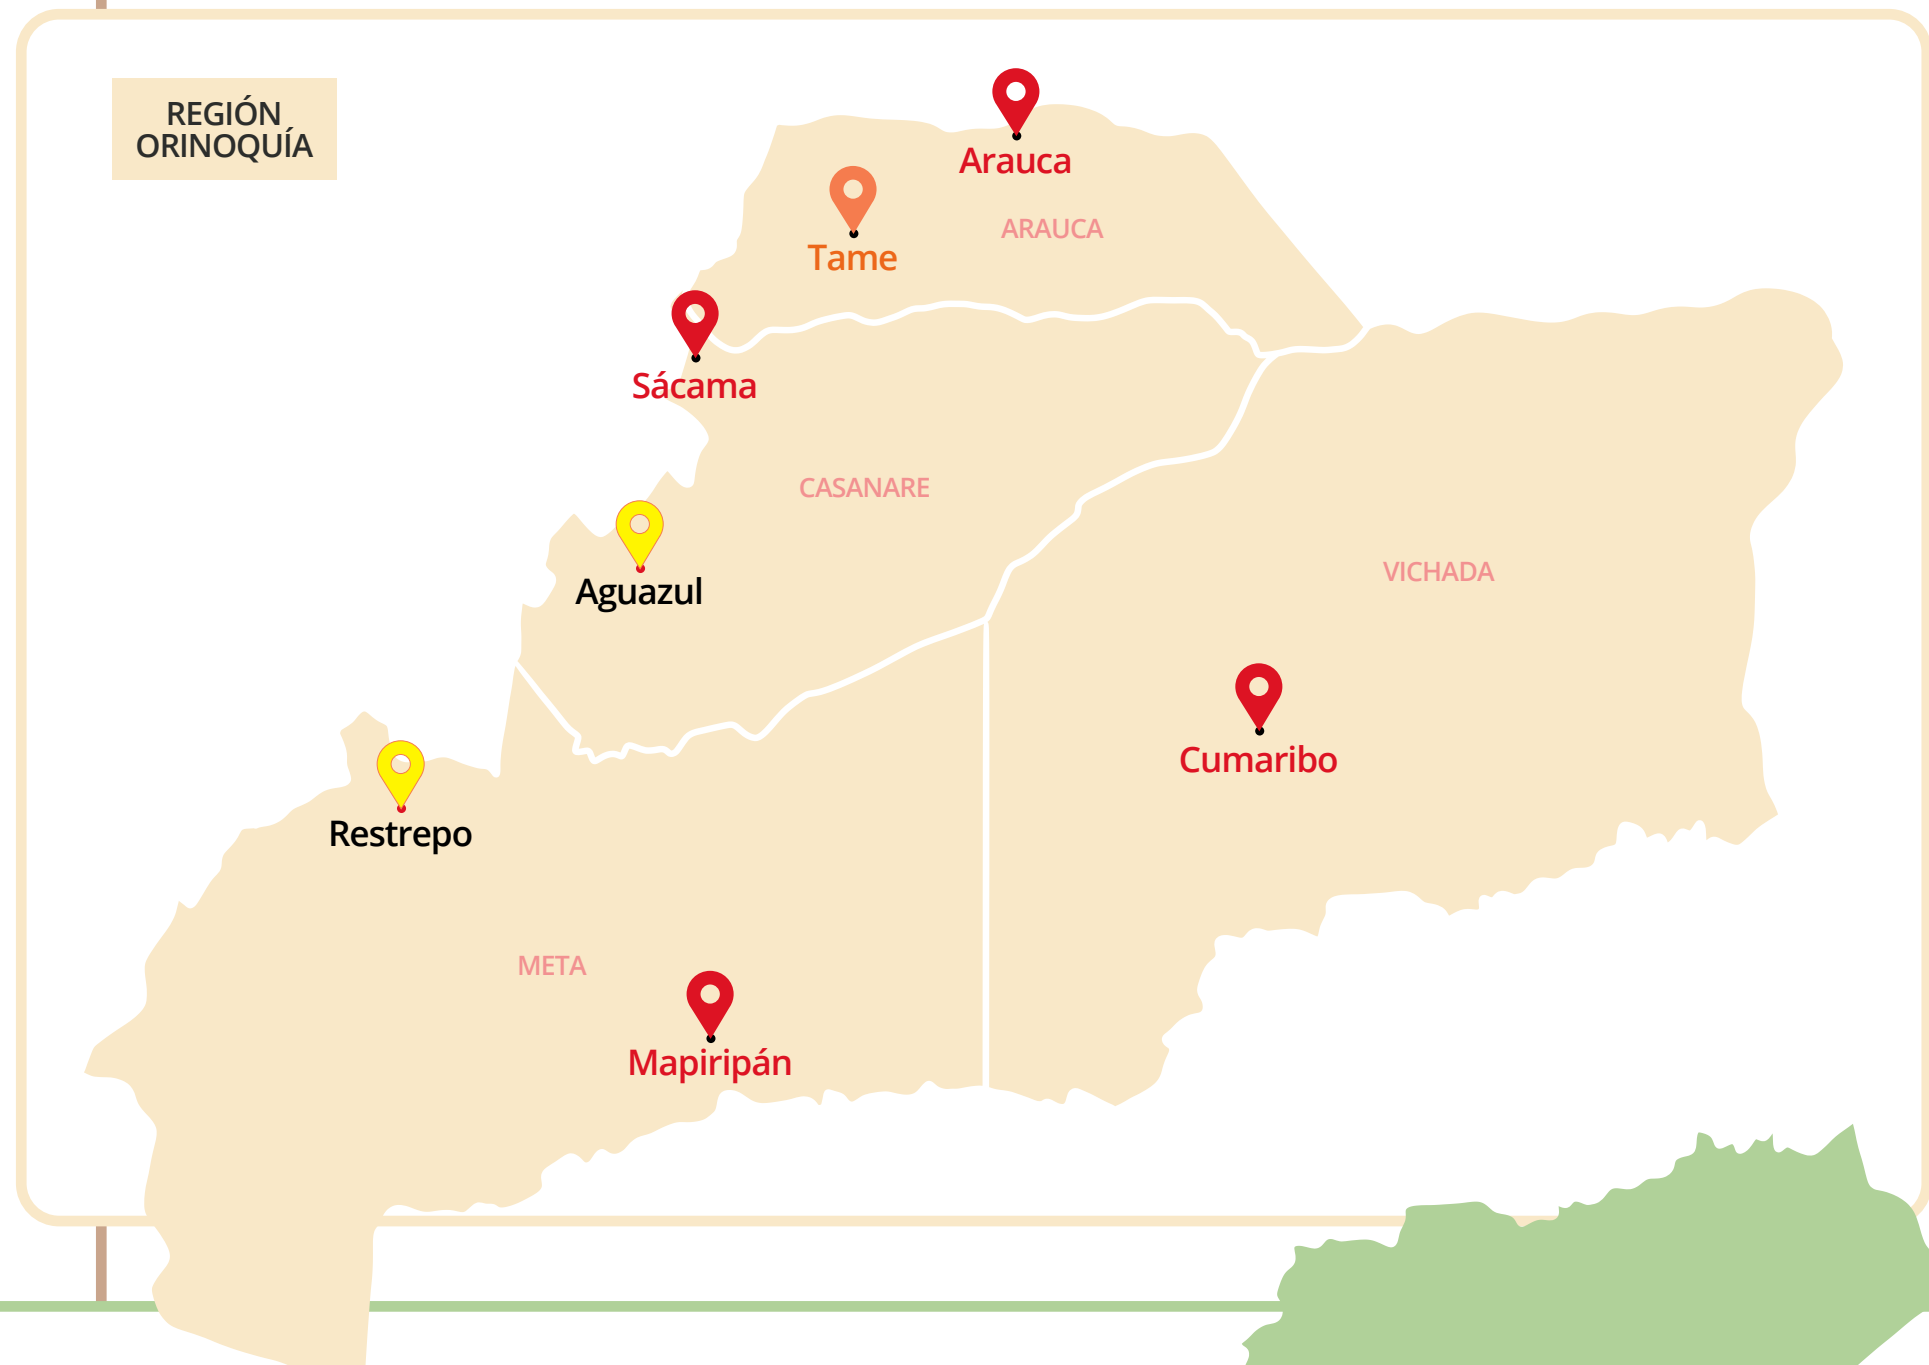 REGIÓN
ORINOQUÍA
Arauca
ARAUCA
Tame
Sácama
CASANARE
Aguazul
VICHADA
Cumaribo
Restrepo
META
Mapiripán